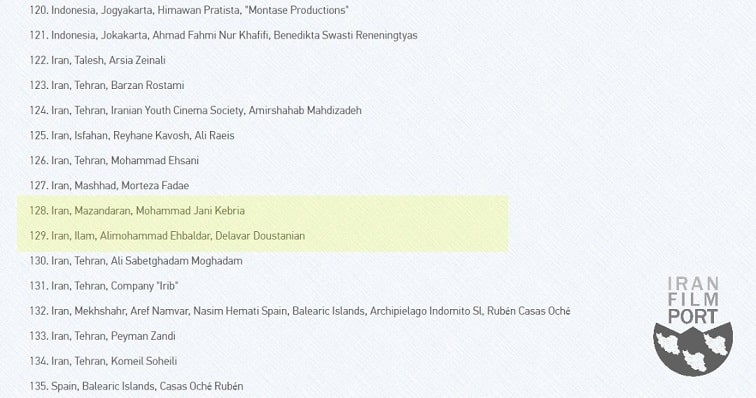 120. Indonesia, Jogyakarta, Himawan Pratista, "Montase Productions"
121. Indonesia, Jokakarta, Ahmad Fahmi Nur Khafifi, Benedikta Swasti Reneningtyas
122. Iran, Talesh, Arsia Zeinali
123. Iran, Tehran, Barzan Rostami
124. Iran, Tehran, Iranian Youth Cinema Society, Amirshahab Mahdizadeh
125. Iran, Isfahan, Reyhane Kavosh, Ali Raeis
126. Iran, Tehran, Mohammad Ehsani
127. Iran, Mashhad, Morteza Fadae
128. Iran, Mazandaran, Mohammad Jani Kebria
129. Iran, Ilam, Alimohammad Ehbaldar, Delavar Doustanian
130. Iran, Tehran, Ali Sabetghadam Moghadam
131. Iran, Tehran, Company "Irib"
132. Iran, Mekhshahr, Aref Namvar, Nasim Hemati Spain, Balearic Islands, Archipielago Indomito Sl, Rubén Casas Oché
133. Iran, Tehran, Peyman Zandi
134. Iran, Tehran, Komeil Soheili
135. Spain, Balearic Islands, Casas Oché Rubén
IRAN
FILM
PORT